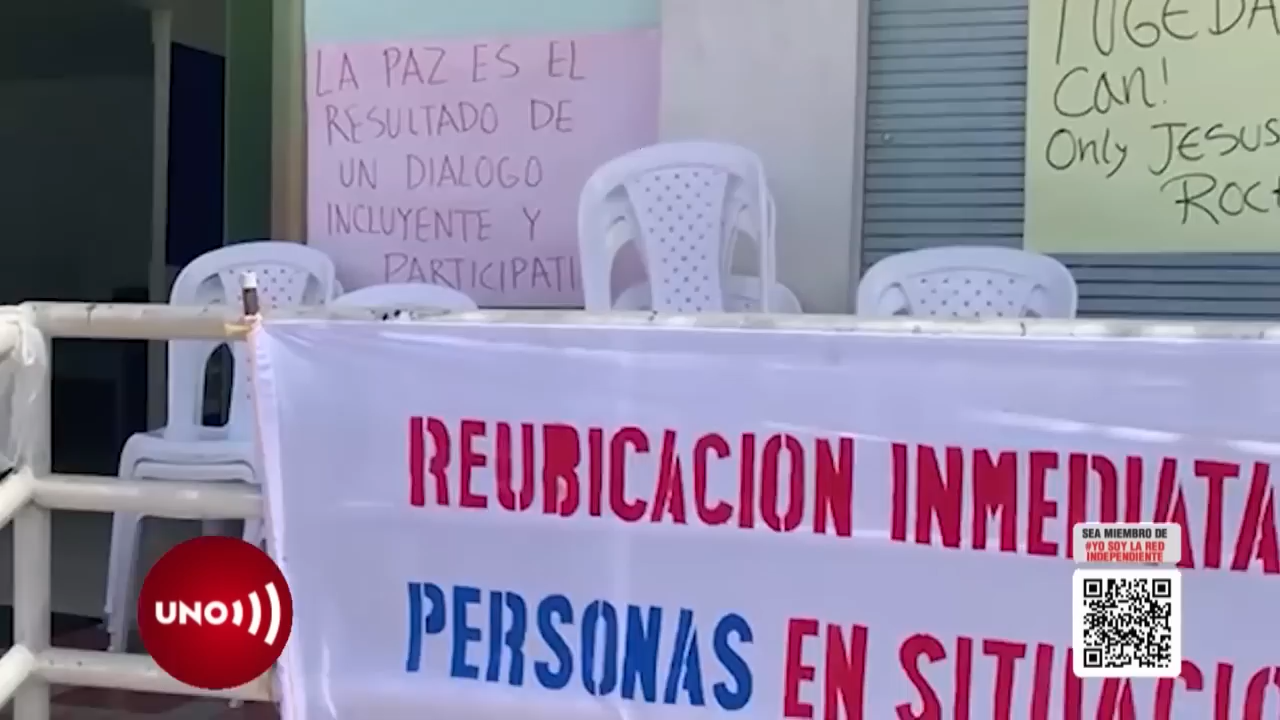 LA PAZ ES EL
RESULTADO DE
UN DIALOGO
INCLUYENTE Y
PARTICIPATI
Can!
Only JESUS
REUBICACION INMEDIATA
PERSONAS EN SITUACIO
UNO
SEA MIEMBRO DE
#YO SOY LA RED
INDEPENDIENTE